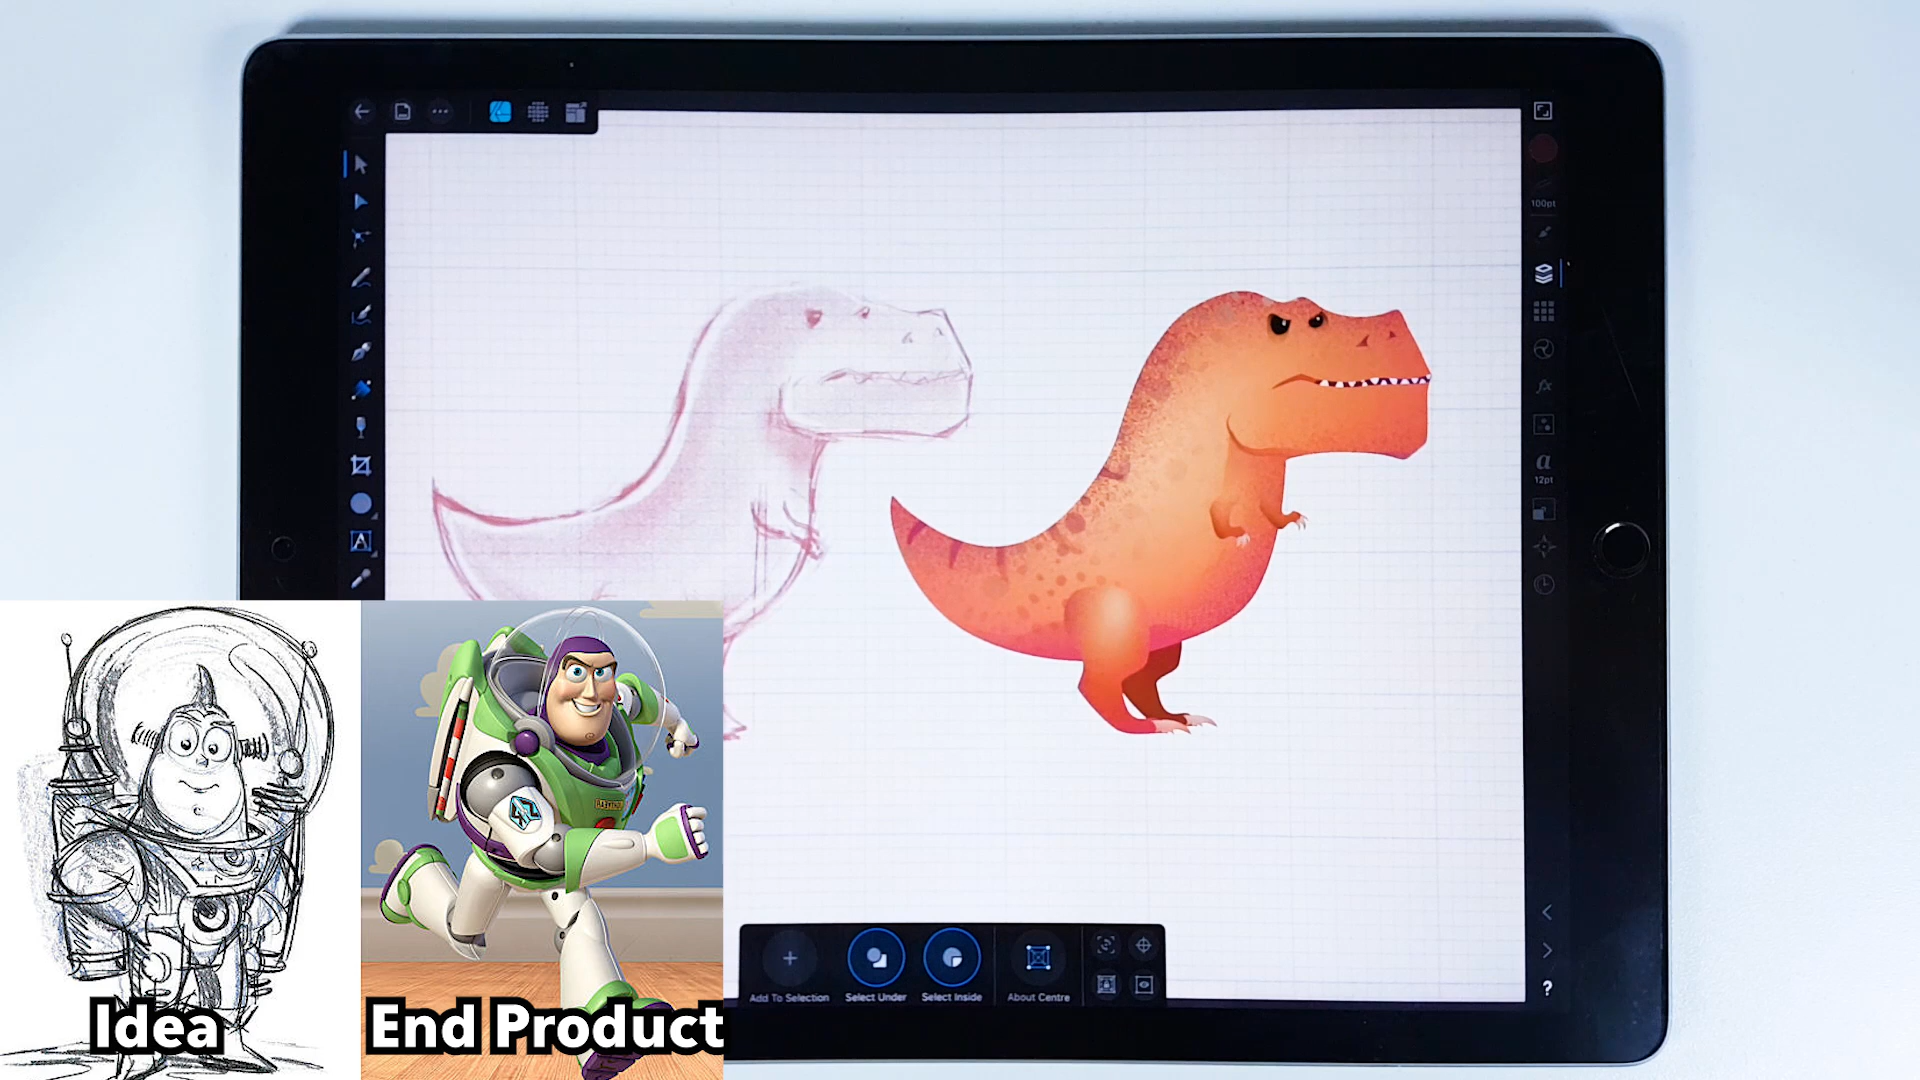 100pt
a
12pt
A
?
Add To Selection
Select Under
Select Inside
About Centre
Idea
End Product